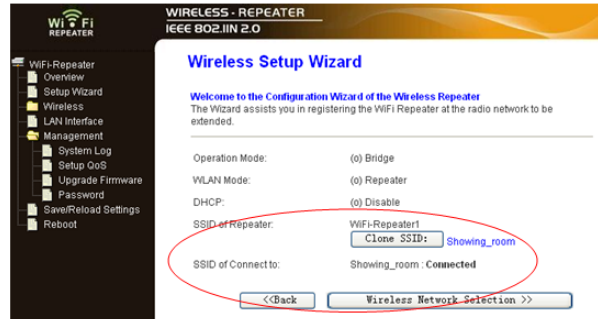 Wi Fi
REPEATER
WIRELESS - REPEATER
IEEE 802.IIN 2.0
WiFi-Repeater
Overview
Setup Wizard
Wireless
LAN Interface
Management
System Log
Setup QoS
Upgrade Firmware
Password
Save/Reload Settings
Reboot
Wireless Setup Wizard
Welcome to the Configuration Wizard of the Wireless Repeater
The Wizard assists you in registering the WiFi Repeater at the radio network to be
extended.
Operation Mode: (o) Bridge
WLAN Mode: (o) Repeater
DHCP: (o) Disable
SSID of Repeater: WiFi-Repeater1
Clone SSID: Showing_room
SSID of Connect to: Showing_room : Connected
<<Back Wireless Network Selection >>